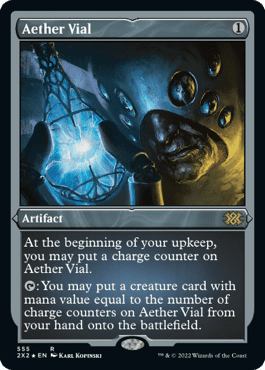 Aether Vial 1
Artifact
At the beginning of your upkeep,
you may put a charge counter on
Aether Vial.
: You may put a creature card with
mana value equal to the number of
charge counters on Aether Vial from
your hand onto the battlefield.
555 R
2X2 ★ EN Karl Kopinski ™ & © 2022 Wizards of the Coast